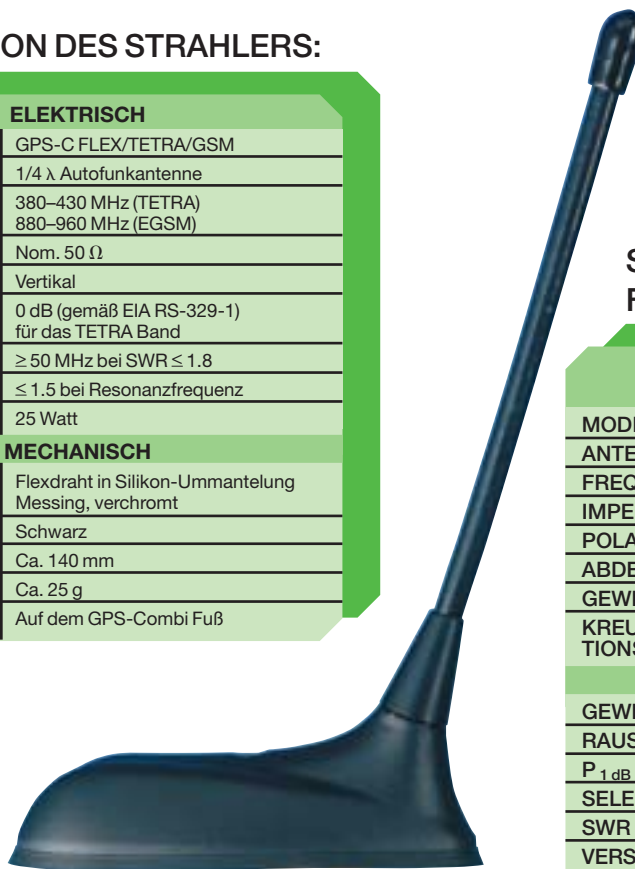 ON DES STRAHLERS:
ELEKTRISCH
GPS-C FLEX/TETRA/GSM
1/4 λ Autofunkantenne
380–430 MHz (TETRA)
880–960 MHz (EGSM)
Nom. 50 Ω
Vertikal
0 dB (gemäß EIA RS-329-1)
für das TETRA Band
≥ 50 MHz bei SWR ≤ 1.8
≤ 1.5 bei Resonanzfrequenz
25 Watt
MECHANISCH
Flexdraht in Silikon-Ummantelung
Messing, verchromt
Schwarz
Ca. 140 mm
Ca. 25 g
Auf dem GPS-Combi Fuß
S
F
MODE
ANTE
FREQ
IMPE
POLA
ABDE
GEWI
KREU
TIONS
GEWI
RAUS
P 1 dB
SELE
SWR
VERS